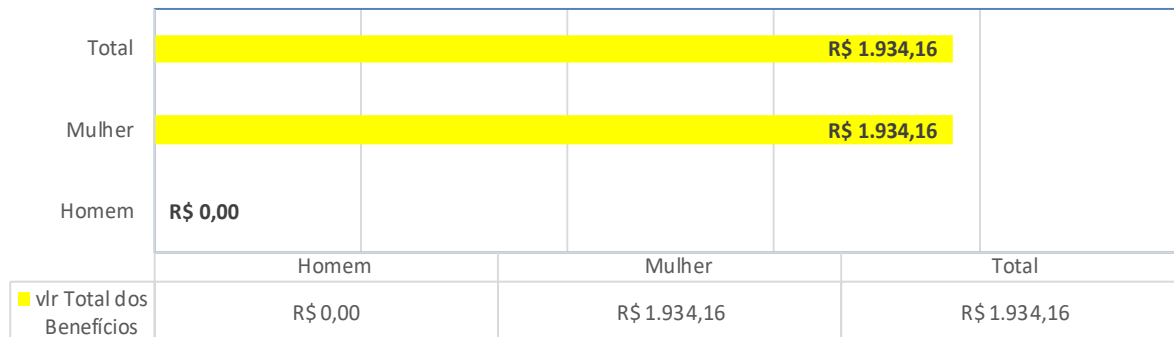 Total
R$ 1.934,16
Mulher
R$ 1.934,16
Homem
R$ 0,00
Homem Mulher Total
vlr Total dos
Benefícios
R$ 0,00 R$ 1.934,16 R$ 1.934,16